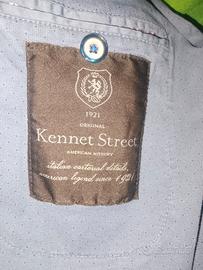 1921
ORIGINAL
Kennet Street
AMERICAN HISTORY
italian sartorial details,
american legend since 1921